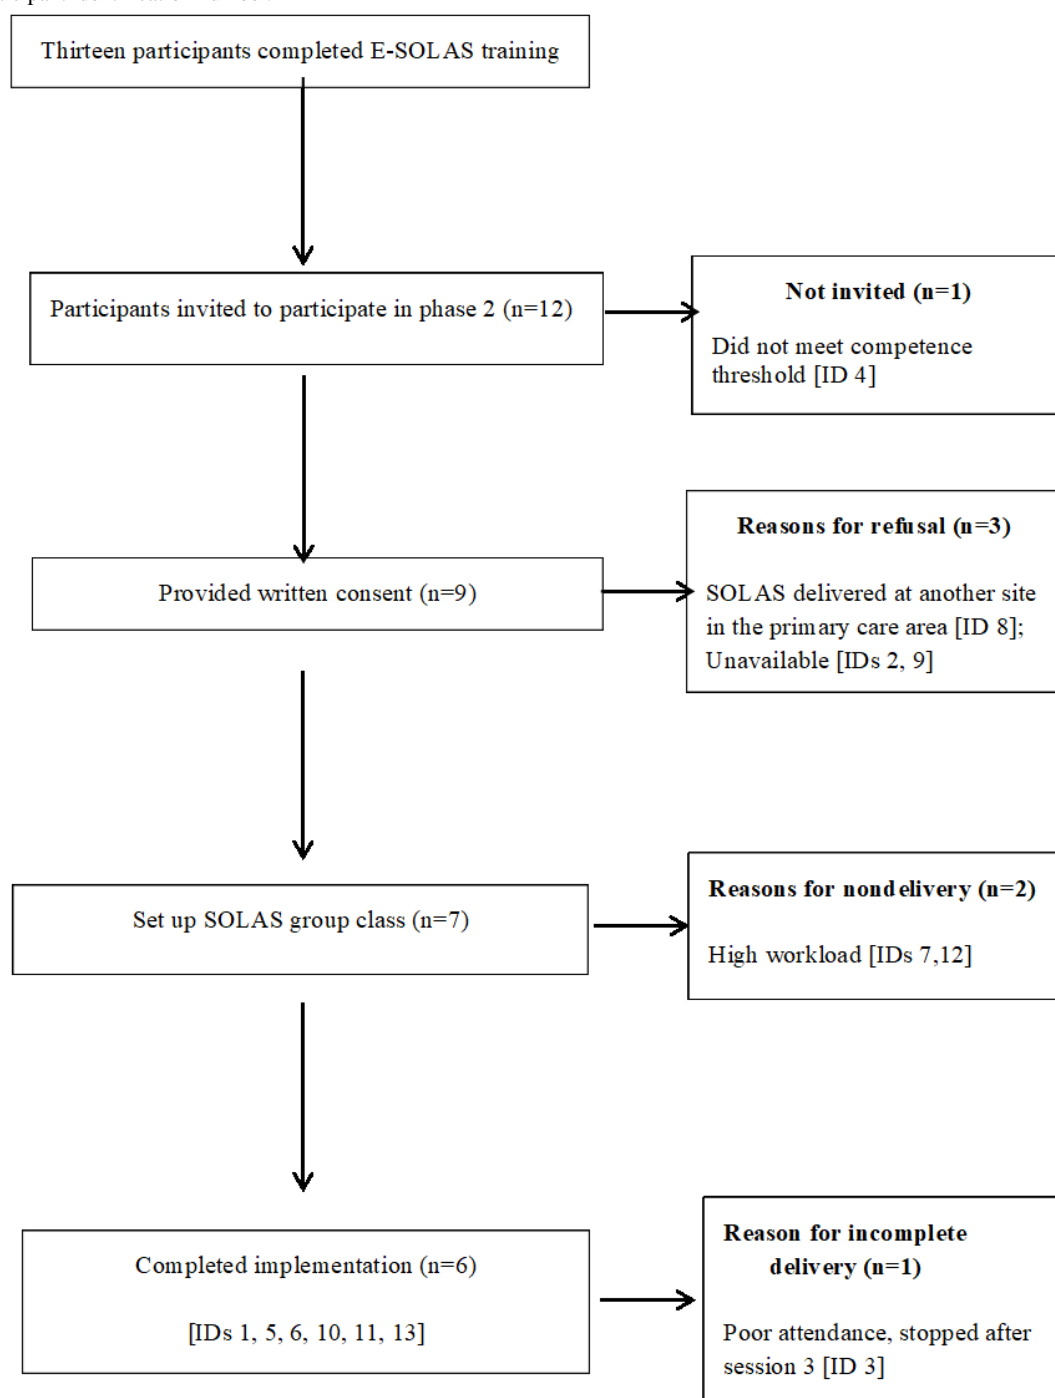 Thirteen participants completed E-SOLAS training
Participants invited to participate in phase 2 (n=12)
Not invited (n=1)
Did not meet competence
threshold [ID 4]
Provided written consent (n=9)
Reasons for refusal (n=3)
SOLAS delivered at another site
in the primary care area [ID 8];
Unavailable [IDs 2, 9]
Set up SOLAS group class (n=7)
Reasons for nondelivery (n=2)
High workload [IDs 7,12]
Completed implementation (n=6)
[IDs 1, 5, 6, 10, 11, 13]
Reason for incomplete
delivery (n=1)
Poor attendance, stopped after
session 3 [ID 3]